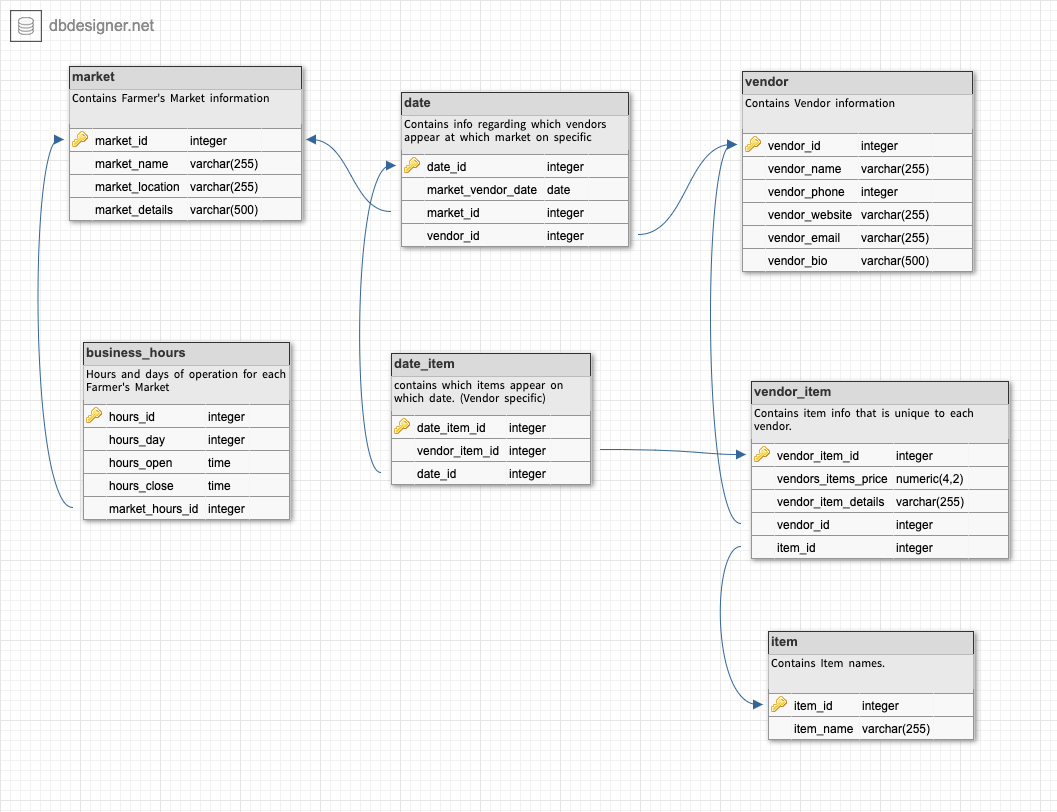 dbdesigner.net
market
Contains Farmer's Market information
market_id integer
market_name varchar(255)
market_location varchar(255)
market_details varchar(500)
date
Contains info regarding which vendors
appear at which market on specific
date_id integer
market_vendor_date date
market_id integer
vendor_id integer
vendor
Contains Vendor information
vendor_id integer
vendor_name varchar(255)
vendor_phone integer
vendor_website varchar(255)
vendor_email varchar(255)
vendor_bio varchar(500)
business_hours
Hours and days of operation for each
Farmer's Market
hours_id integer
hours_day integer
hours_open time
hours_close time
market_hours_id integer
date_item
contains which items appear on
which date. (Vendor specific)
date_item_id integer
vendor_item_id integer
date_id integer
vendor_item
Contains item info that is unique to each
vendor.
vendor_item_id integer
vendors_items_price numeric(4,2)
vendor_item_details varchar(255)
vendor_id integer
item_id integer
item
Contains Item names.
item_id integer
item_name varchar(255)